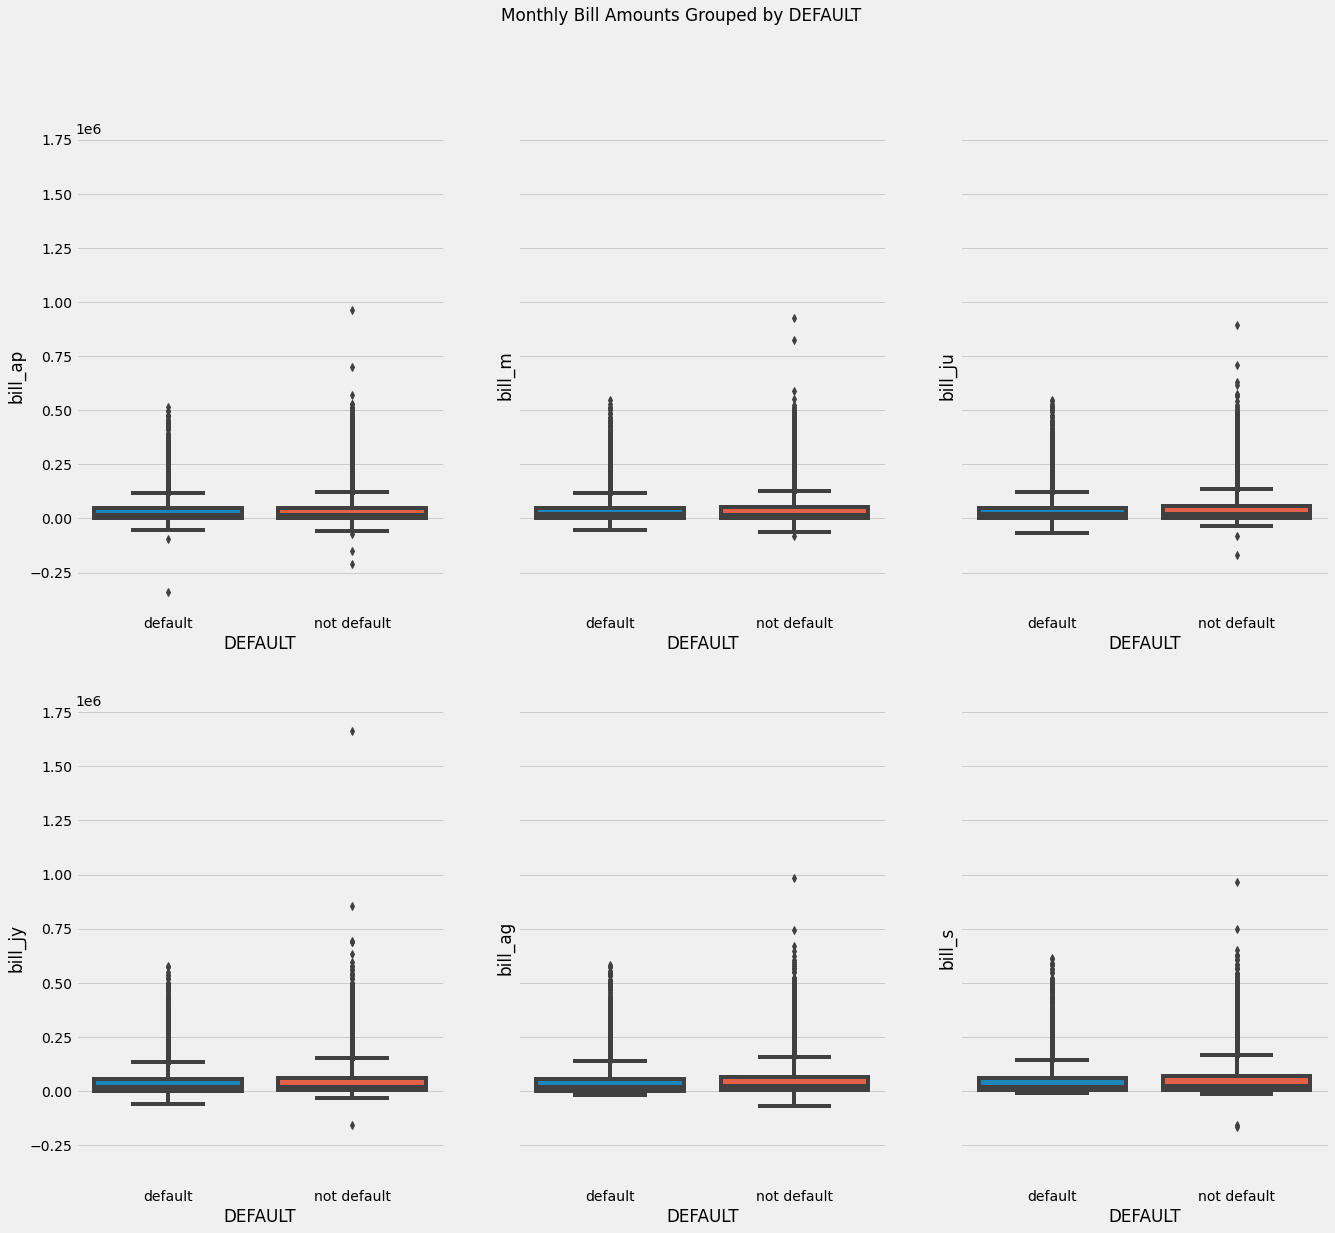 Monthly Bill Amounts Grouped by DEFAULT
1e6
1.75
1.50
1.25
1.00
0.75
0.50
0.25
0.00
−0.25
bill_ap
default not default
DEFAULT
bill_m
default not default
DEFAULT
bill_ju
default not default
DEFAULT
1e6
1.75
1.50
1.25
1.00
0.75
0.50
0.25
0.00
−0.25
bill_jy
default not default
DEFAULT
bill_ag
default not default
DEFAULT
bill_s
default not default
DEFAULT